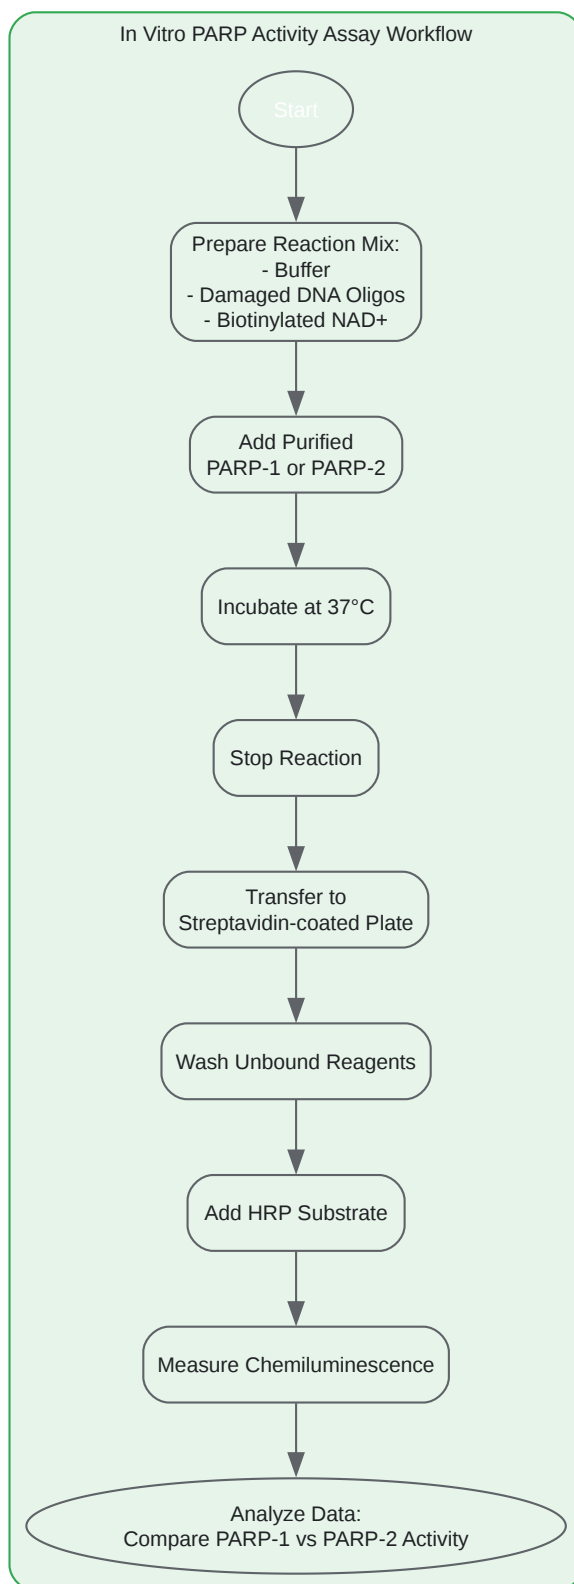 In Vitro PARP Activity Assay Workflow
Start
Prepare Reaction Mix:
- Buffer
- Damaged DNA Oligos
- Biotinylated NAD+
Add Purified
PARP-1 or PARP-2
Incubate at 37°C
Stop Reaction
Transfer to
Streptavidin-coated Plate
Wash Unbound Reagents
Add HRP Substrate
Measure Chemiluminescence
Analyze Data:
Compare PARP-1 vs PARP-2 Activity